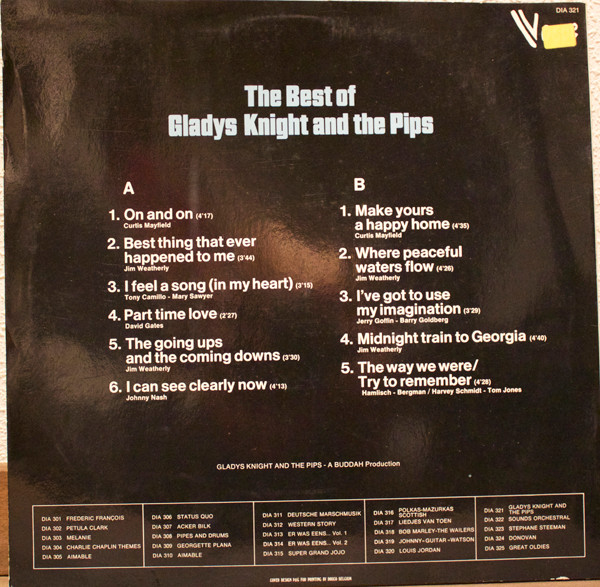 DIA 321
The Best of
Gladys Knight and the Pips
A
1. On and on (4'17)
Curtis Mayfield
2. Best thing that ever
happened to me (3'44)
Jim Weatherly
3. I feel a song (in my heart) (3'15)
Tony Camillo - Mary Sawyer
4. Part time love (2'27)
David Gates
5. The going ups
and the coming downs (3'30)
Jim Weatherly
6. I can see clearly now (4'13)
Johnny Nash
B
1. Make yours
a happy home (4'35)
Curtis Mayfield
2. Where peaceful
waters flow (4'26)
Jim Weatherly
3. I've got to use
my imagination (3'29)
Jerry Goffin - Barry Goldberg
4. Midnight train to Georgia (4'40)
Jim Weatherly
5. The way we were/
Try to remember (4'28)
Hamlisch - Bergman / Harvey Schmidt - Tom Jones
GLADYS KNIGHT AND THE PIPS - A BUDDAH Production
DIA 301 FREDERIC FRANÇOIS
DIA 302 PETULA CLARK
DIA 303 MELANIE
DIA 304 CHARLIE CHAPLIN THEMES
DIA 305 AIMABLE
DIA 306 STATUS QUO
DIA 307 ACKER BILK
DIA 308 PIPES AND DRUMS
DIA 309 GEORGETTE PLANA
DIA 310 AIMABLE
DIA 311 DEUTSCHE MARSCHMUSIK
DIA 312 WESTERN STORY
DIA 313 ER WAS EENS... Vol. 1
DIA 314 ER WAS EENS... Vol. 2
DIA 315 SUPER GRAND JOJO
DIA 316 POLKAS-MAZURKAS
SCOTTISH
DIA 317 LIEDJES VAN TOEN
DIA 318 BOB MARLEY-THE WAILERS
DIA 319 JOHNNY-GUITAR-WATSON
DIA 320 LOUIS JORDAN
DIA 321 GLADYS KNIGHT AND
THE PIPS
DIA 322 SOUNDS ORCHESTRAL
DIA 323 STEPHANE STEEMAN
DIA 324 DONOVAN
DIA 325 GREAT OLDIES